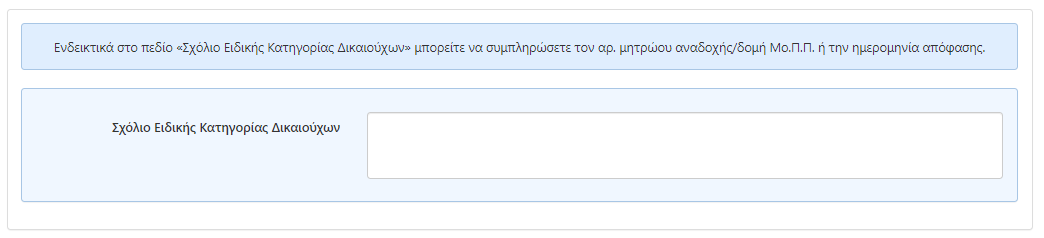 Ενδεικτικά στο πεδίο «Σχόλιο Ειδικής Κατηγορίας Δικαιούχων» μπορείτε να συμπληρώσετε τον αρ. μητρώου αναδοχής/δομή Μο.Π.Π. ή την ημερομηνία απόφασης.
Σχόλιο Ειδικής Κατηγορίας Δικαιούχων